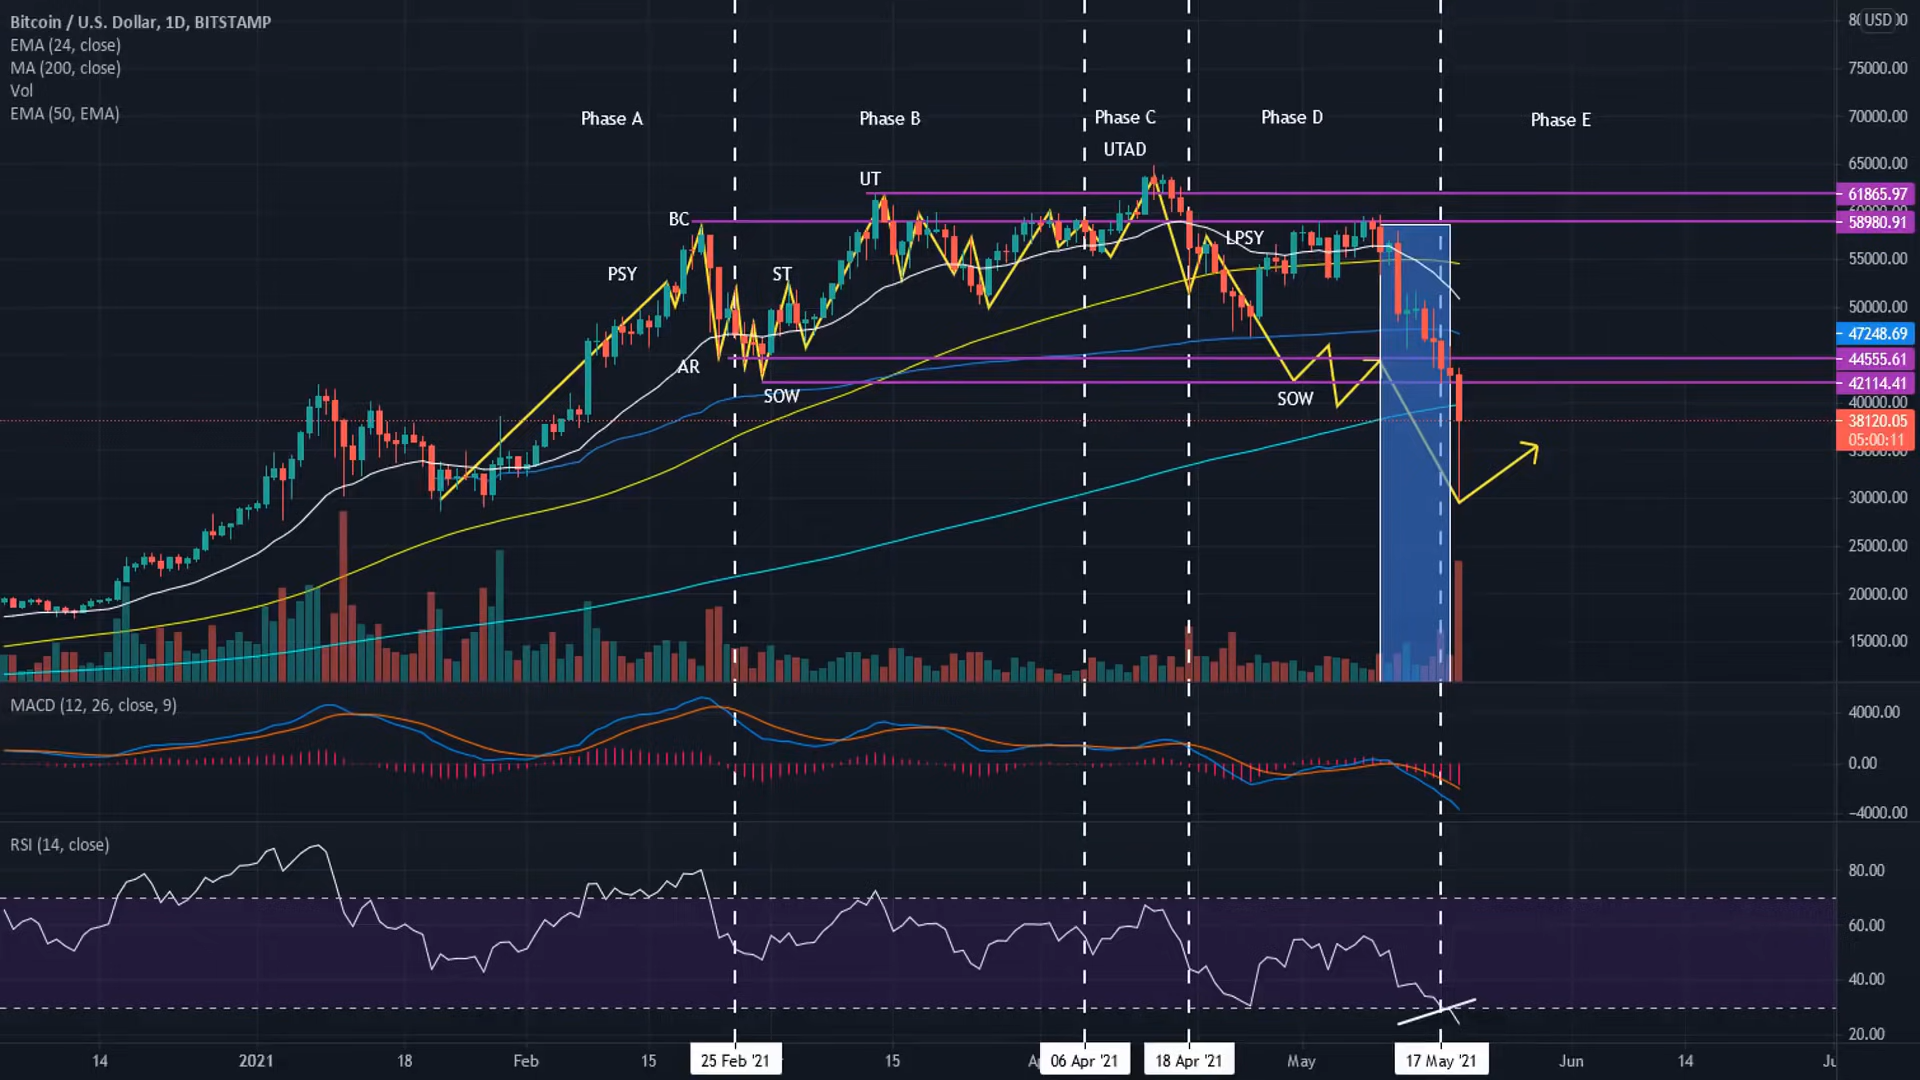 Bitcoin / U.S. Dollar, 1D, BITSTAMP
EMA (24, close)
MA (200, close)
Vol
EMA (50, EMA)
Phase A
Phase B
Phase C
Phase D
Phase E
UTAD
UT
BC
LPSY
PSY
ST
AR
SOW
SOW
USD
75000.00
70000.00
65000.00
61865.97
58980.91
55000.00
50000.00
47248.69
44555.61
42114.41
40000.00
38120.05
05:00:11
30000.00
25000.00
20000.00
15000.00
MACD (12, 26, close, 9)
4000.00
0.00
−4000.00
RSI (14, close)
80.00
60.00
40.00
20.00
14
2021
18
Feb
15
25 Feb '21
15
06 Apr '21
18 Apr '21
May
17 May '21
Jun
14